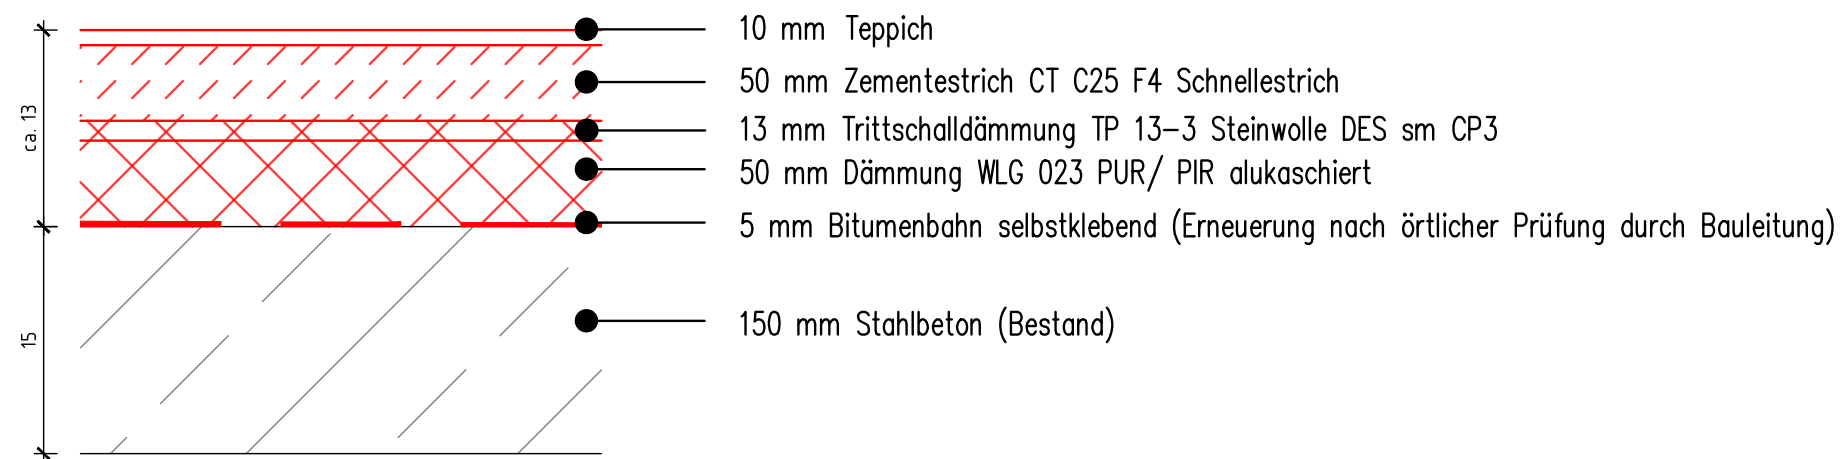 10 mm Teppich
50 mm Zementestrich CT C25 F4 Schnellestrich
ca. 13
13 mm Trittschalldämmung TP 13-3 Steinwolle DES sm CP3
50 mm Dämmung WLG 023 PUR/ PIR alukaschiert
5 mm Bitumenbahn selbstklebend (Erneuerung nach örtlicher Prüfung durch Bauleitung)
15
150 mm Stahlbeton (Bestand)